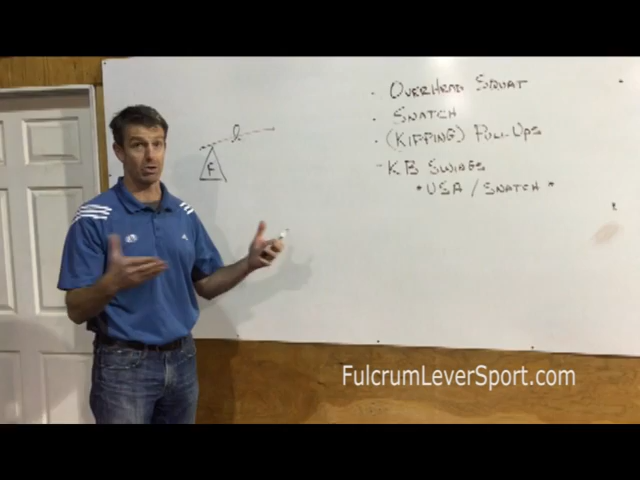 • OVERHEAD SQUAT
• SNATCH
• (KIPPING) PULL-UPS
- KB SWINGS
* USA / SNATCH *
l
F
FulcrumLeverSport.com